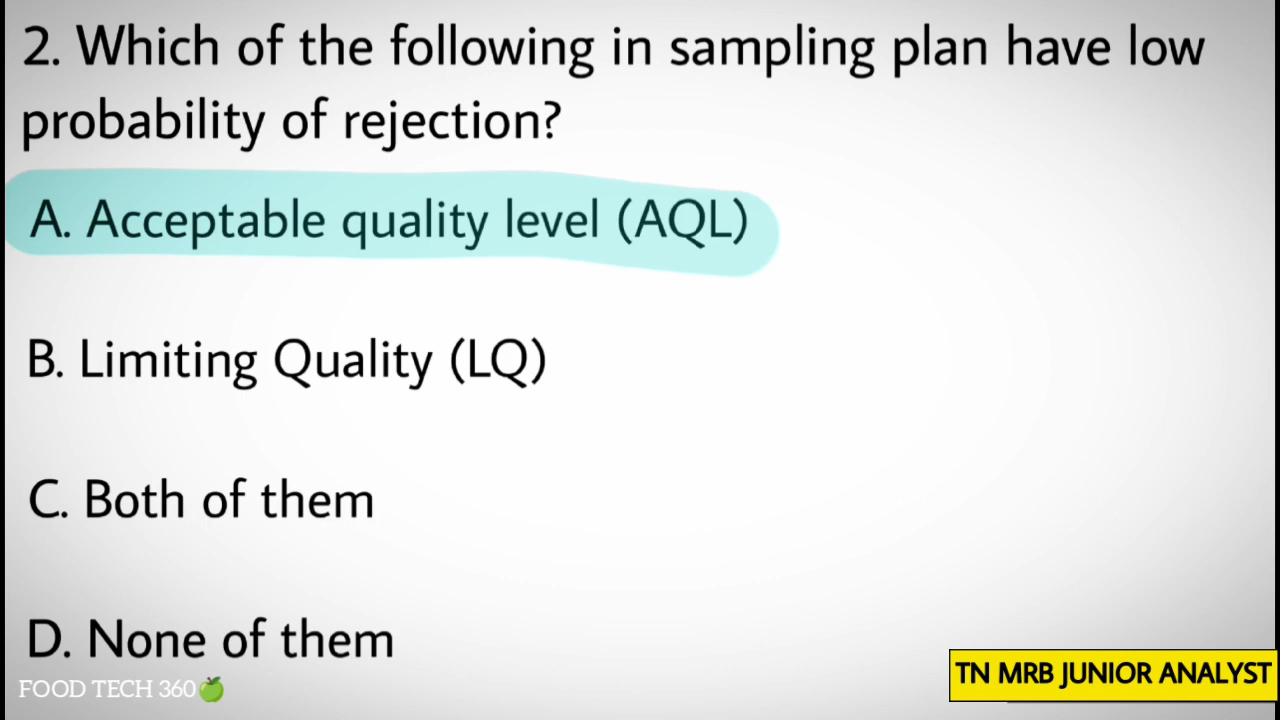 2. Which of the following in sampling plan have low
probability of rejection?
A. Acceptable quality level (AQL)
B. Limiting Quality (LQ)
C. Both of them
D. None of them
FOOD TECH 360🍏
TN MRB JUNIOR ANALYST